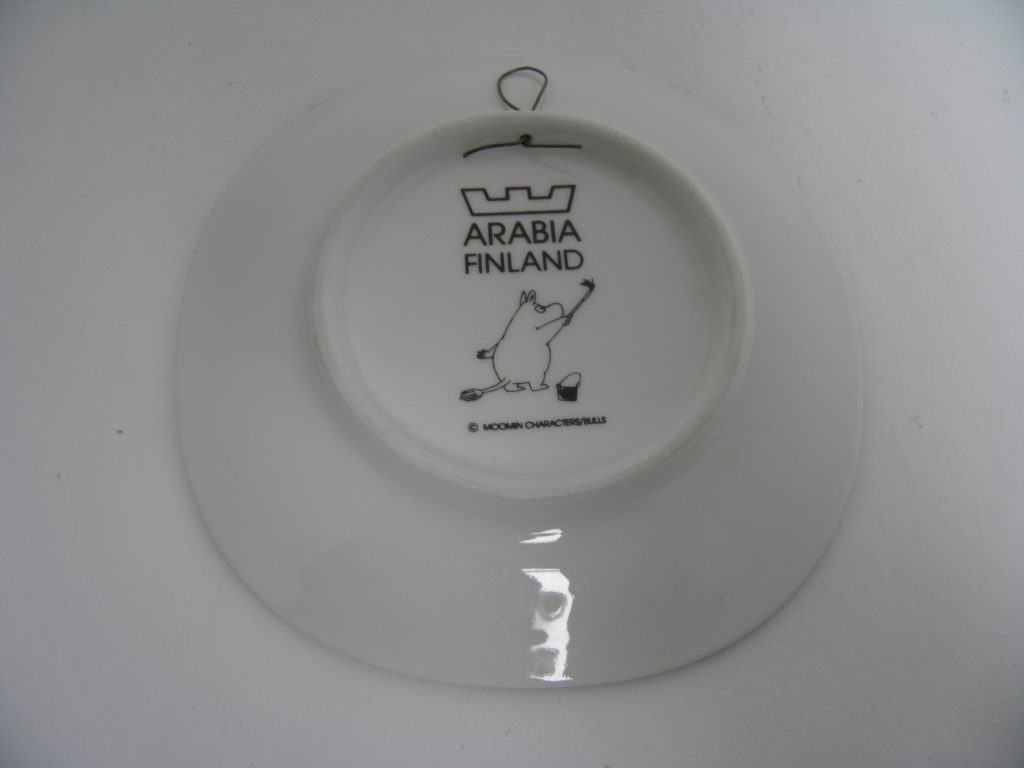 ARABIA
FINLAND
© MOOMIN CHARACTERS/BULLS